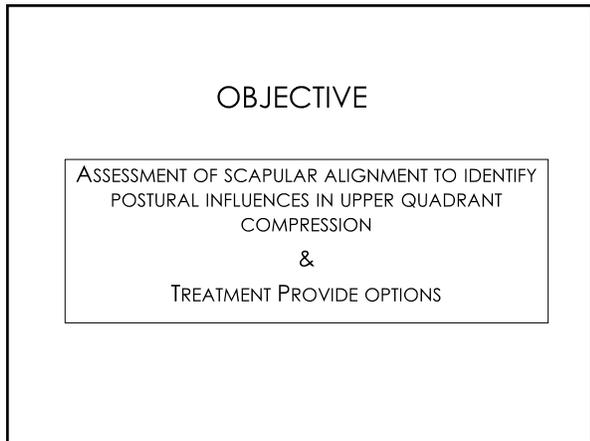 OBJECTIVE
ASSESSMENT OF SCAPULAR ALIGNMENT TO IDENTIFY
POSTURAL INFLUENCES IN UPPER QUADRANT
COMPRESSION
&
TREATMENT PROVIDE OPTIONS